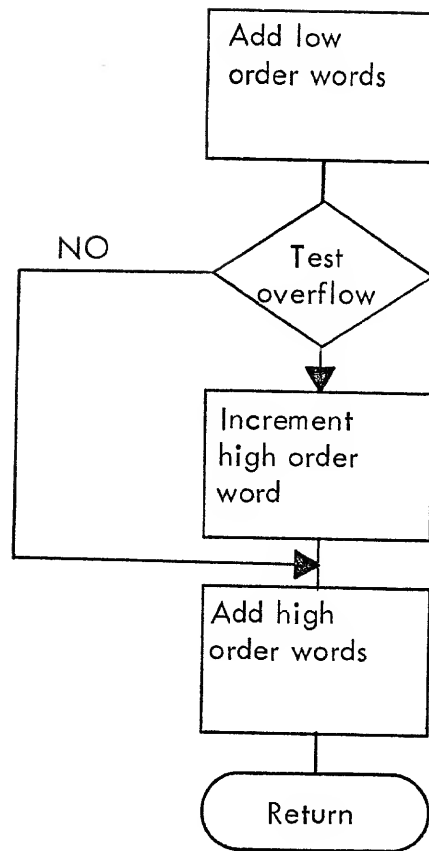 Add low
order words
NO
Test
overflow
Increment
high order
word
Add high
order words
Return